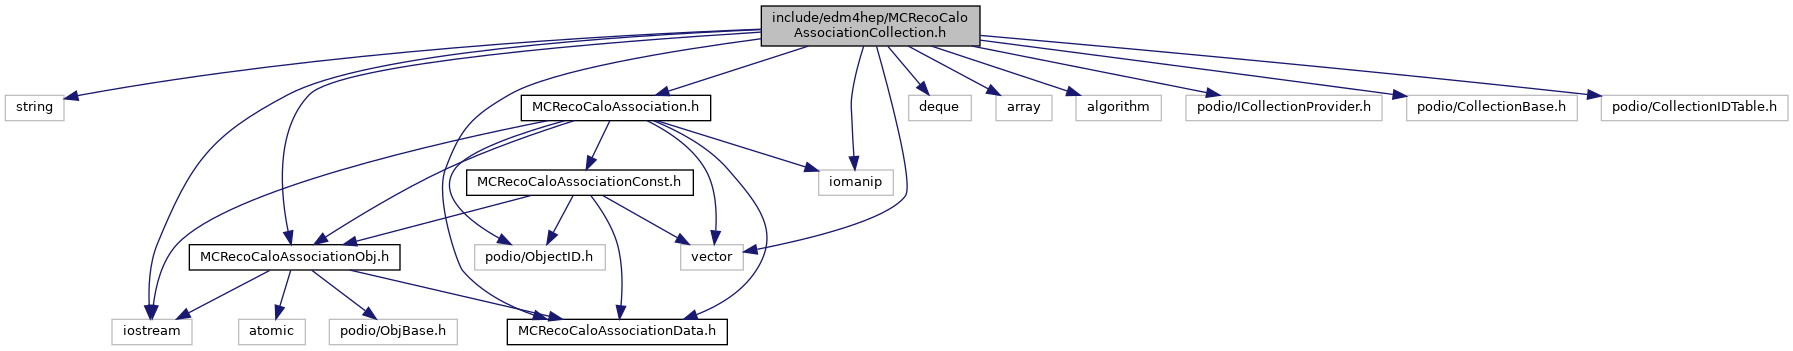 include/edm4hep/MCRecoCalo
AssociationCollection.h
string
MCRecoCaloAssociation.h
deque
array
algorithm
podio/ICollectionProvider.h
podio/CollectionBase.h
podio/CollectionIDTable.h
MCRecoCaloAssociationConst.h
iomanip
MCRecoCaloAssociationObj.h
podio/ObjectID.h
vector
iostream
atomic
podio/ObjBase.h
MCRecoCaloAssociationData.h